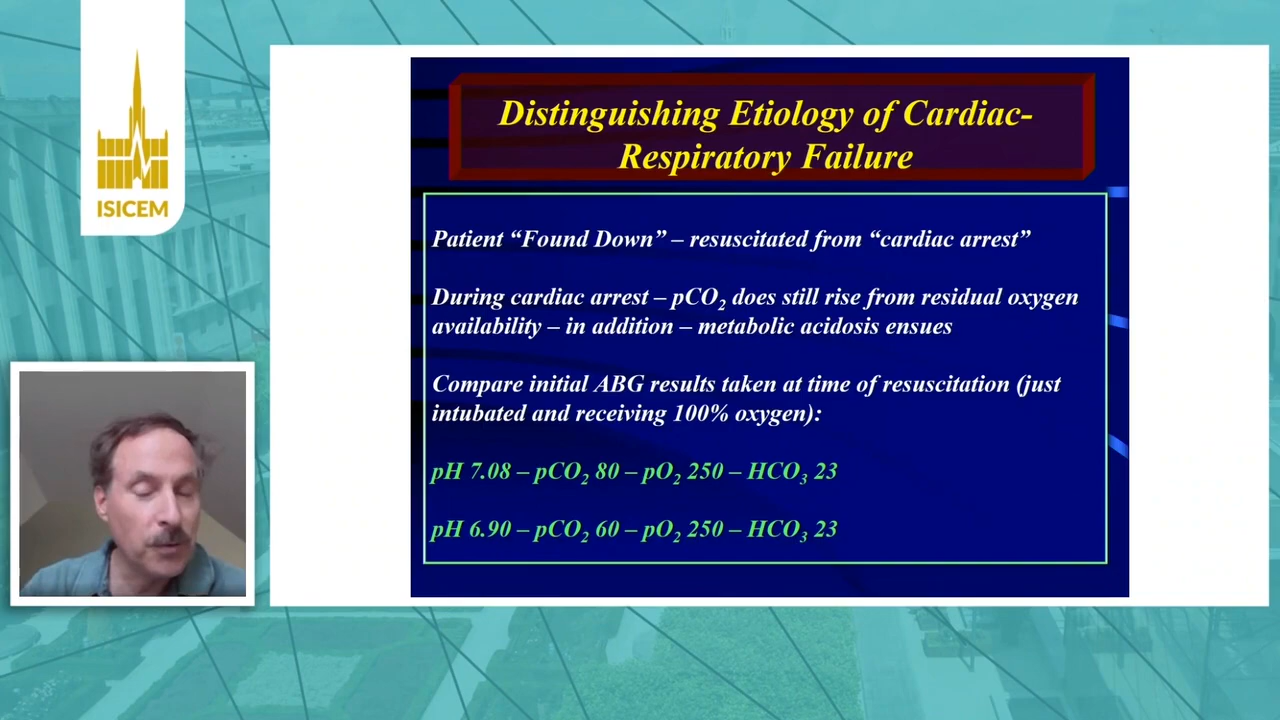 ISICEM
Distinguishing Etiology of Cardiac-
Respiratory Failure
Patient “Found Down” – resuscitated from “cardiac arrest”
During cardiac arrest – pCO₂ does still rise from residual oxygen
availability – in addition – metabolic acidosis ensues
Compare initial ABG results taken at time of resuscitation (just
intubated and receiving 100% oxygen):
pH 7.08 – pCO₂ 80 – pO₂ 250 – HCO₃ 23
pH 6.90 – pCO₂ 60 – pO₂ 250 – HCO₃ 23